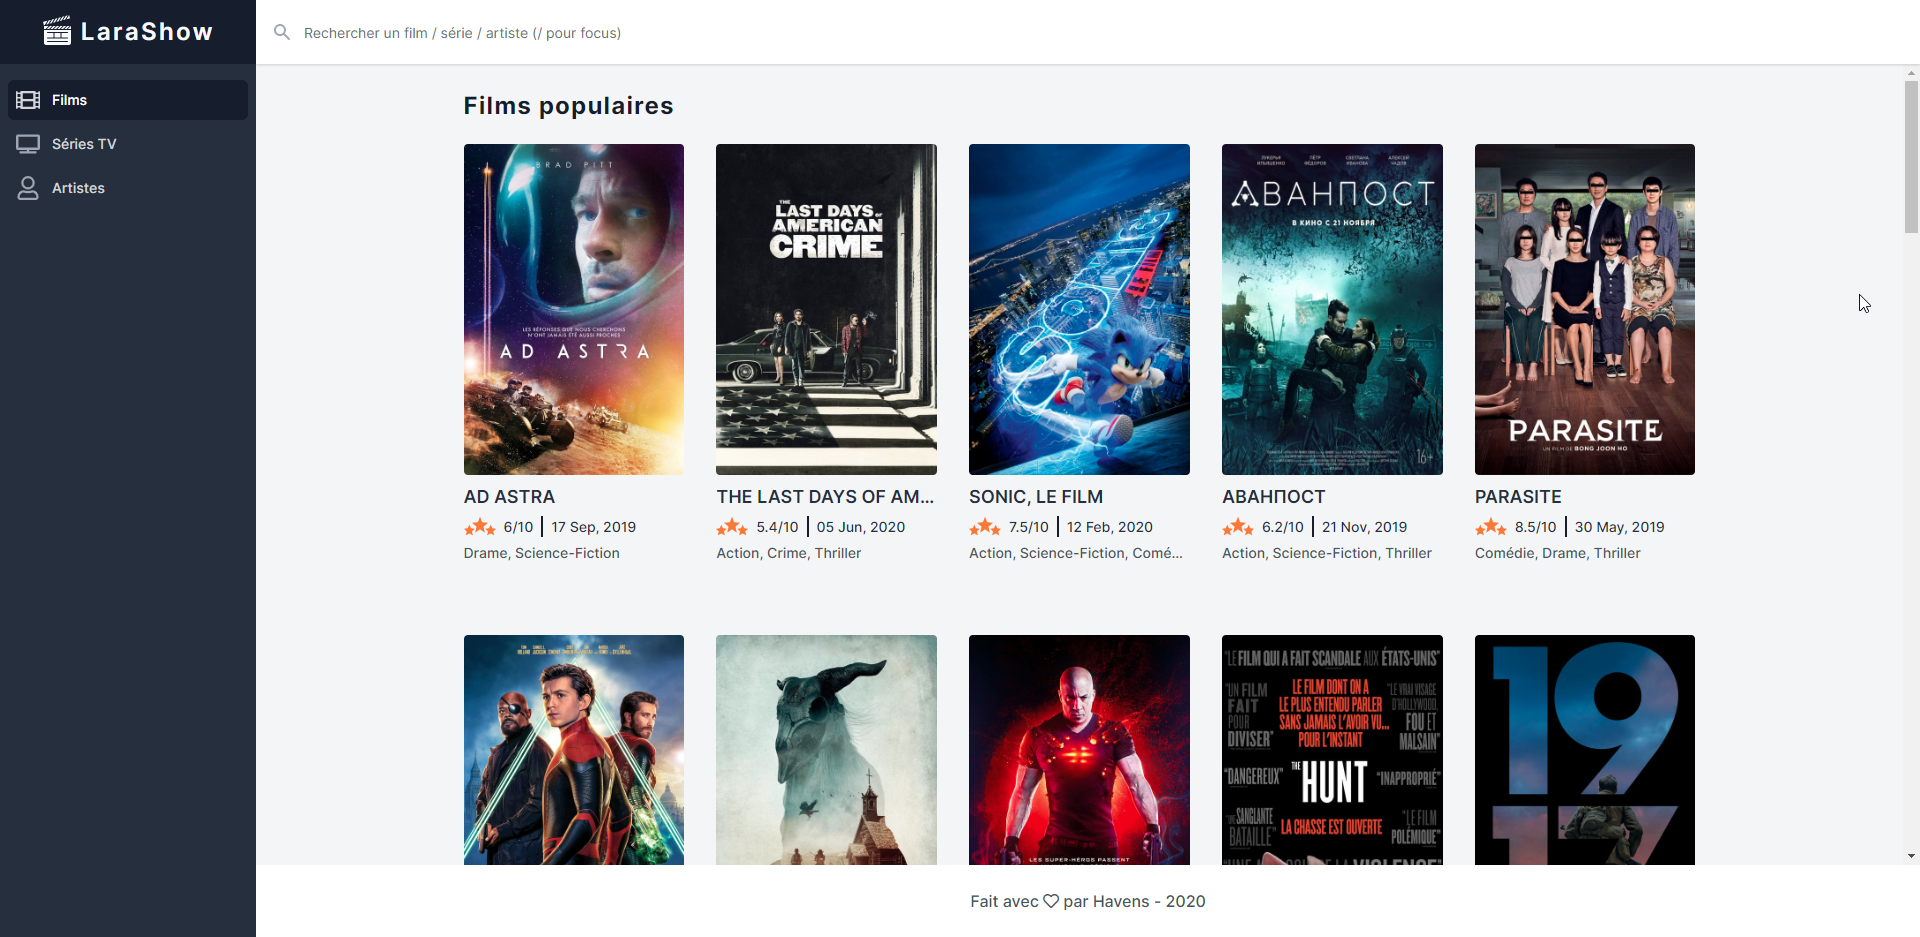 LaraShow
Rechercher un film / série / artiste (/ pour focus)
Films
Séries TV
Artistes
Films populaires
BRAD PITT
LES RÉPONSES QUE NOUS CHERCHONS
N'ONT JAMAIS ÉTÉ AUSSI PROCHES
AD ASTRA
THE
LAST DAYS OF
AMERICAN
CRIME
SONIC
LE FILM
АВАНПОСТ
В КИНО С 21 НОЯБРЯ
16+
PARASITE
UN FILM DE BONG JOON HO
AD ASTRA
6/10 | 17 Sep, 2019
Drame, Science-Fiction
THE LAST DAYS OF AM...
5.4/10 | 05 Jun, 2020
Action, Crime, Thriller
SONIC, LE FILM
7.5/10 | 12 Feb, 2020
Action, Science-Fiction, Comé...
АВАНПОСТ
6.2/10 | 21 Nov, 2019
Action, Science-Fiction, Thriller
PARASITE
8.5/10 | 30 May, 2019
Comédie, Drame, Thriller
LES SUPER-HÉROS PASSENT
"LE FILM QUI A FAIT SCANDALE AUX ÉTATS-UNIS"
"UN FILM
FAIT
POUR
DIVISER"
LE FILM DONT ON A
LE PLUS ENTENDU PARLER
SANS JAMAIS L'AVOIR VU...
POUR L'INSTANT
"LE VRAI VISAGE
D'HOLLYWOOD,
FOU ET
MALSAIN"
"DANGEREUX"
THE
HUNT
"INAPPROPRIÉ"
SANGLANTE
BATAILLE"
LA CHASSE EST OUVERTE
"LE FILM
POLÉMIQUE"
19
17
Fait avec ♡ par Havens - 2020